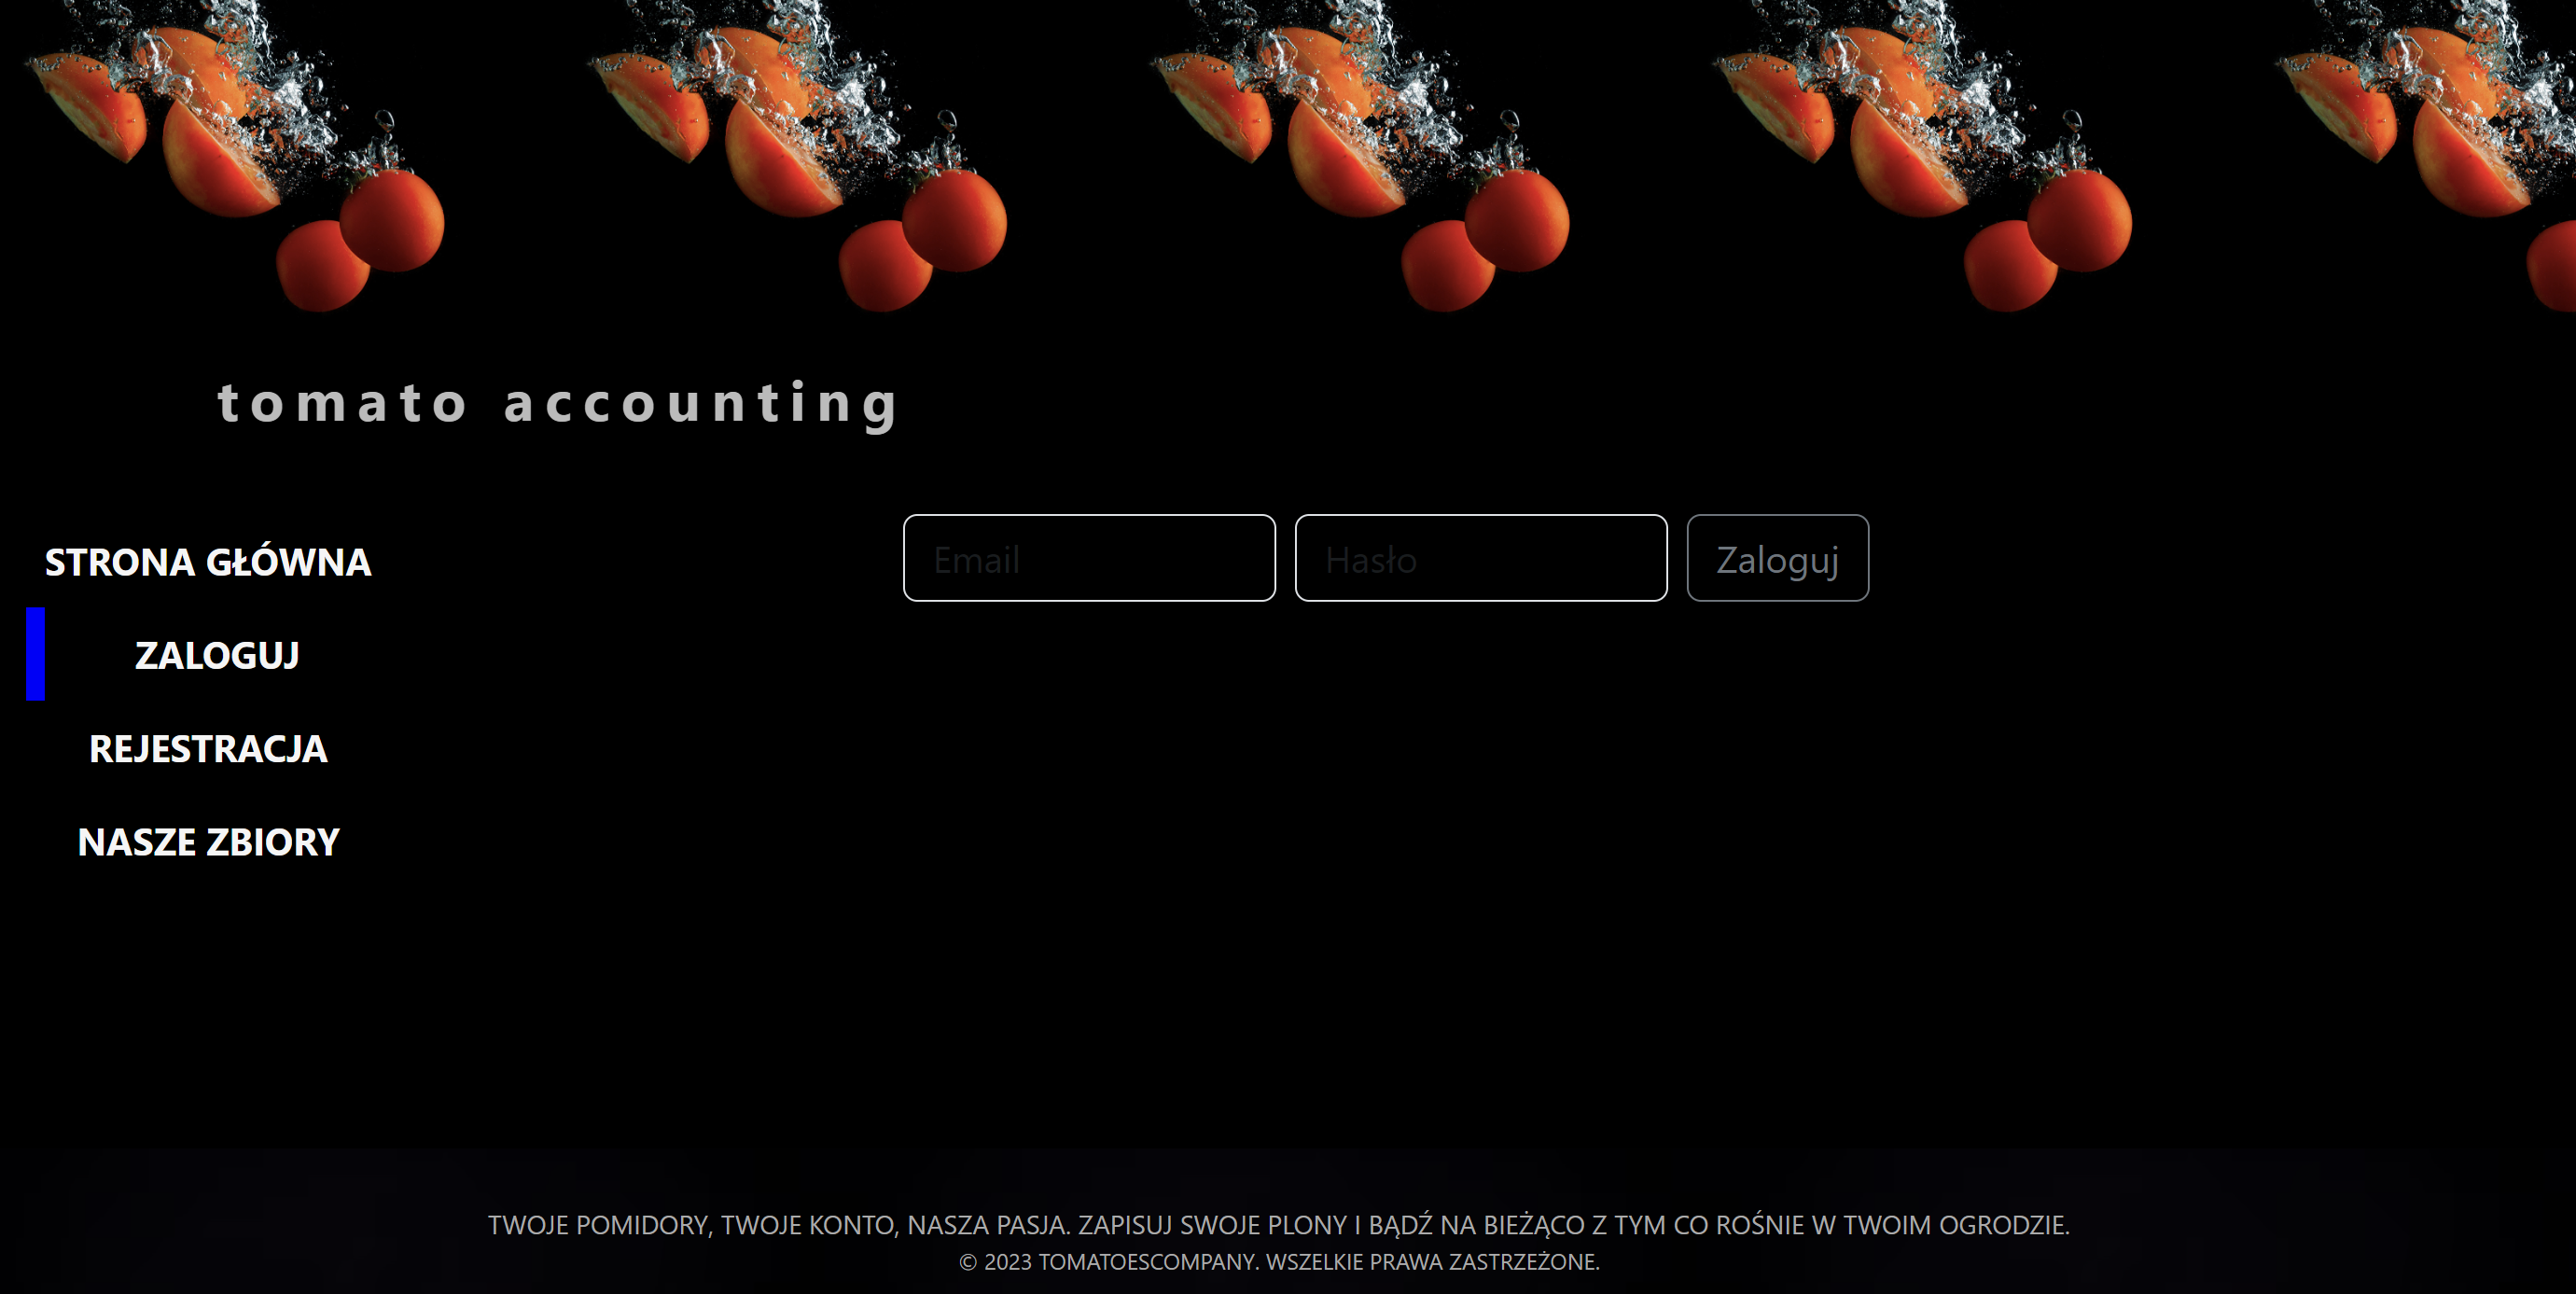 tomato accounting
STRONA GŁÓWNA
ZALOGUJ
REJESTRACJA
NASZE ZBIORY
Email
Hasło
Zaloguj
TWOJE POMIDORY, TWOJE KONTO, NASZA PASJA. ZAPISUJ SWOJE PLONY I BĄDŹ NA BIEŻĄCO Z TYM CO ROŚNIE W TWOIM OGRODZIE.
© 2023 TOMATOESCOMPANY. WSZELKIE PRAWA ZASTRZEŻONE.